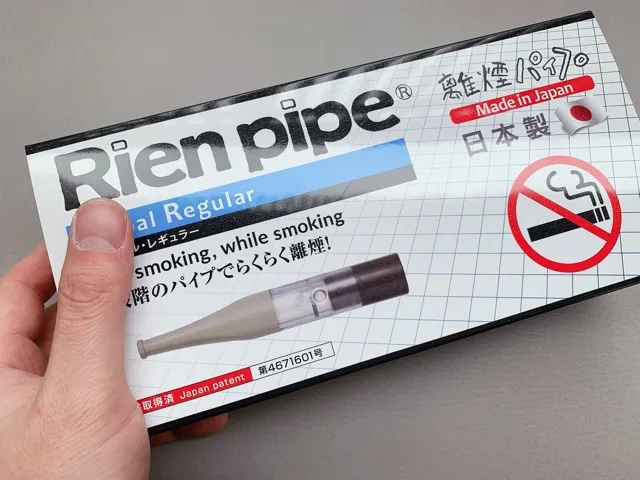 Rien pipe®
離煙パイプ®
Made in Japan
日本製
Regular
ル・レギュラー
smoking, while smoking
階のパイプでらくらく離煙!
取得済 Japan patent 第4671601号